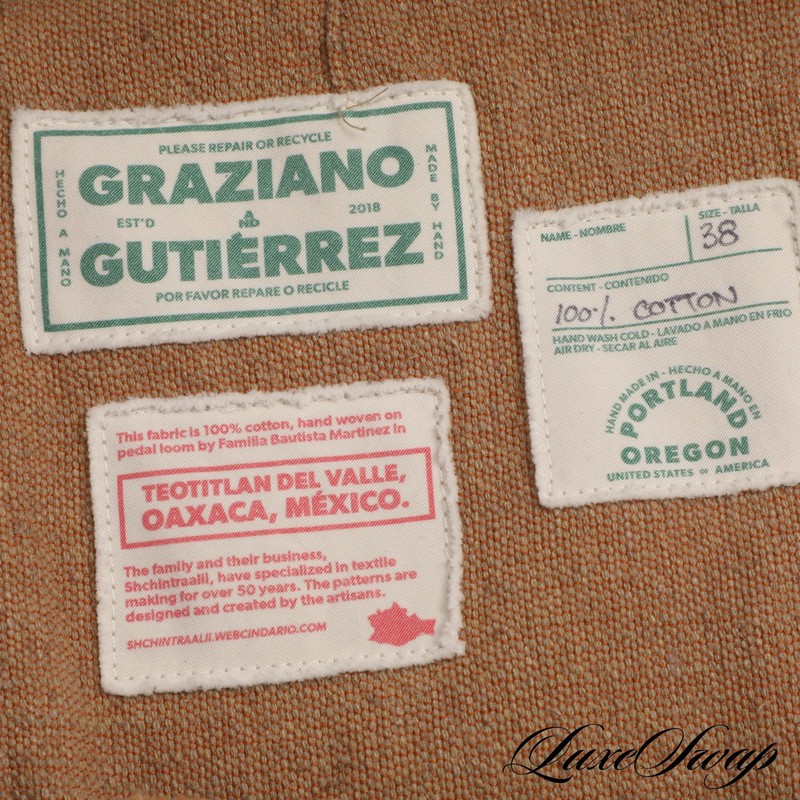 PLEASE REPAIR OR RECYCLE
HECHO A MANO
GRAZIANO
EST'D
AND
2018
GUTIÉRREZ
MADE BY HAND
POR FAVOR REPARE O RECICLE
NAME - NOMBRE
SIZE - TALLA
38
CONTENT - CONTENIDO
100% COTTON
HAND WASH COLD - LAVADO A MANO EN FRIO
AIR DRY - SECAR AL AIRE
HAND MADE IN - HECHO A MANO EN
PORTLAND
OREGON
UNITED STATES OF AMERICA
This fabric is 100% cotton, hand woven on
pedal loom by Familia Bautista Martinez in
TEOTITLAN DEL VALLE,
OAXACA, MÉXICO.
The family and their business,
Shchintraalii, have specialized in textile
making for over 50 years. The patterns are
designed and created by the artisans.
SHCHINTRAALII.WEBCINDARIO.COM
LuxeSwap